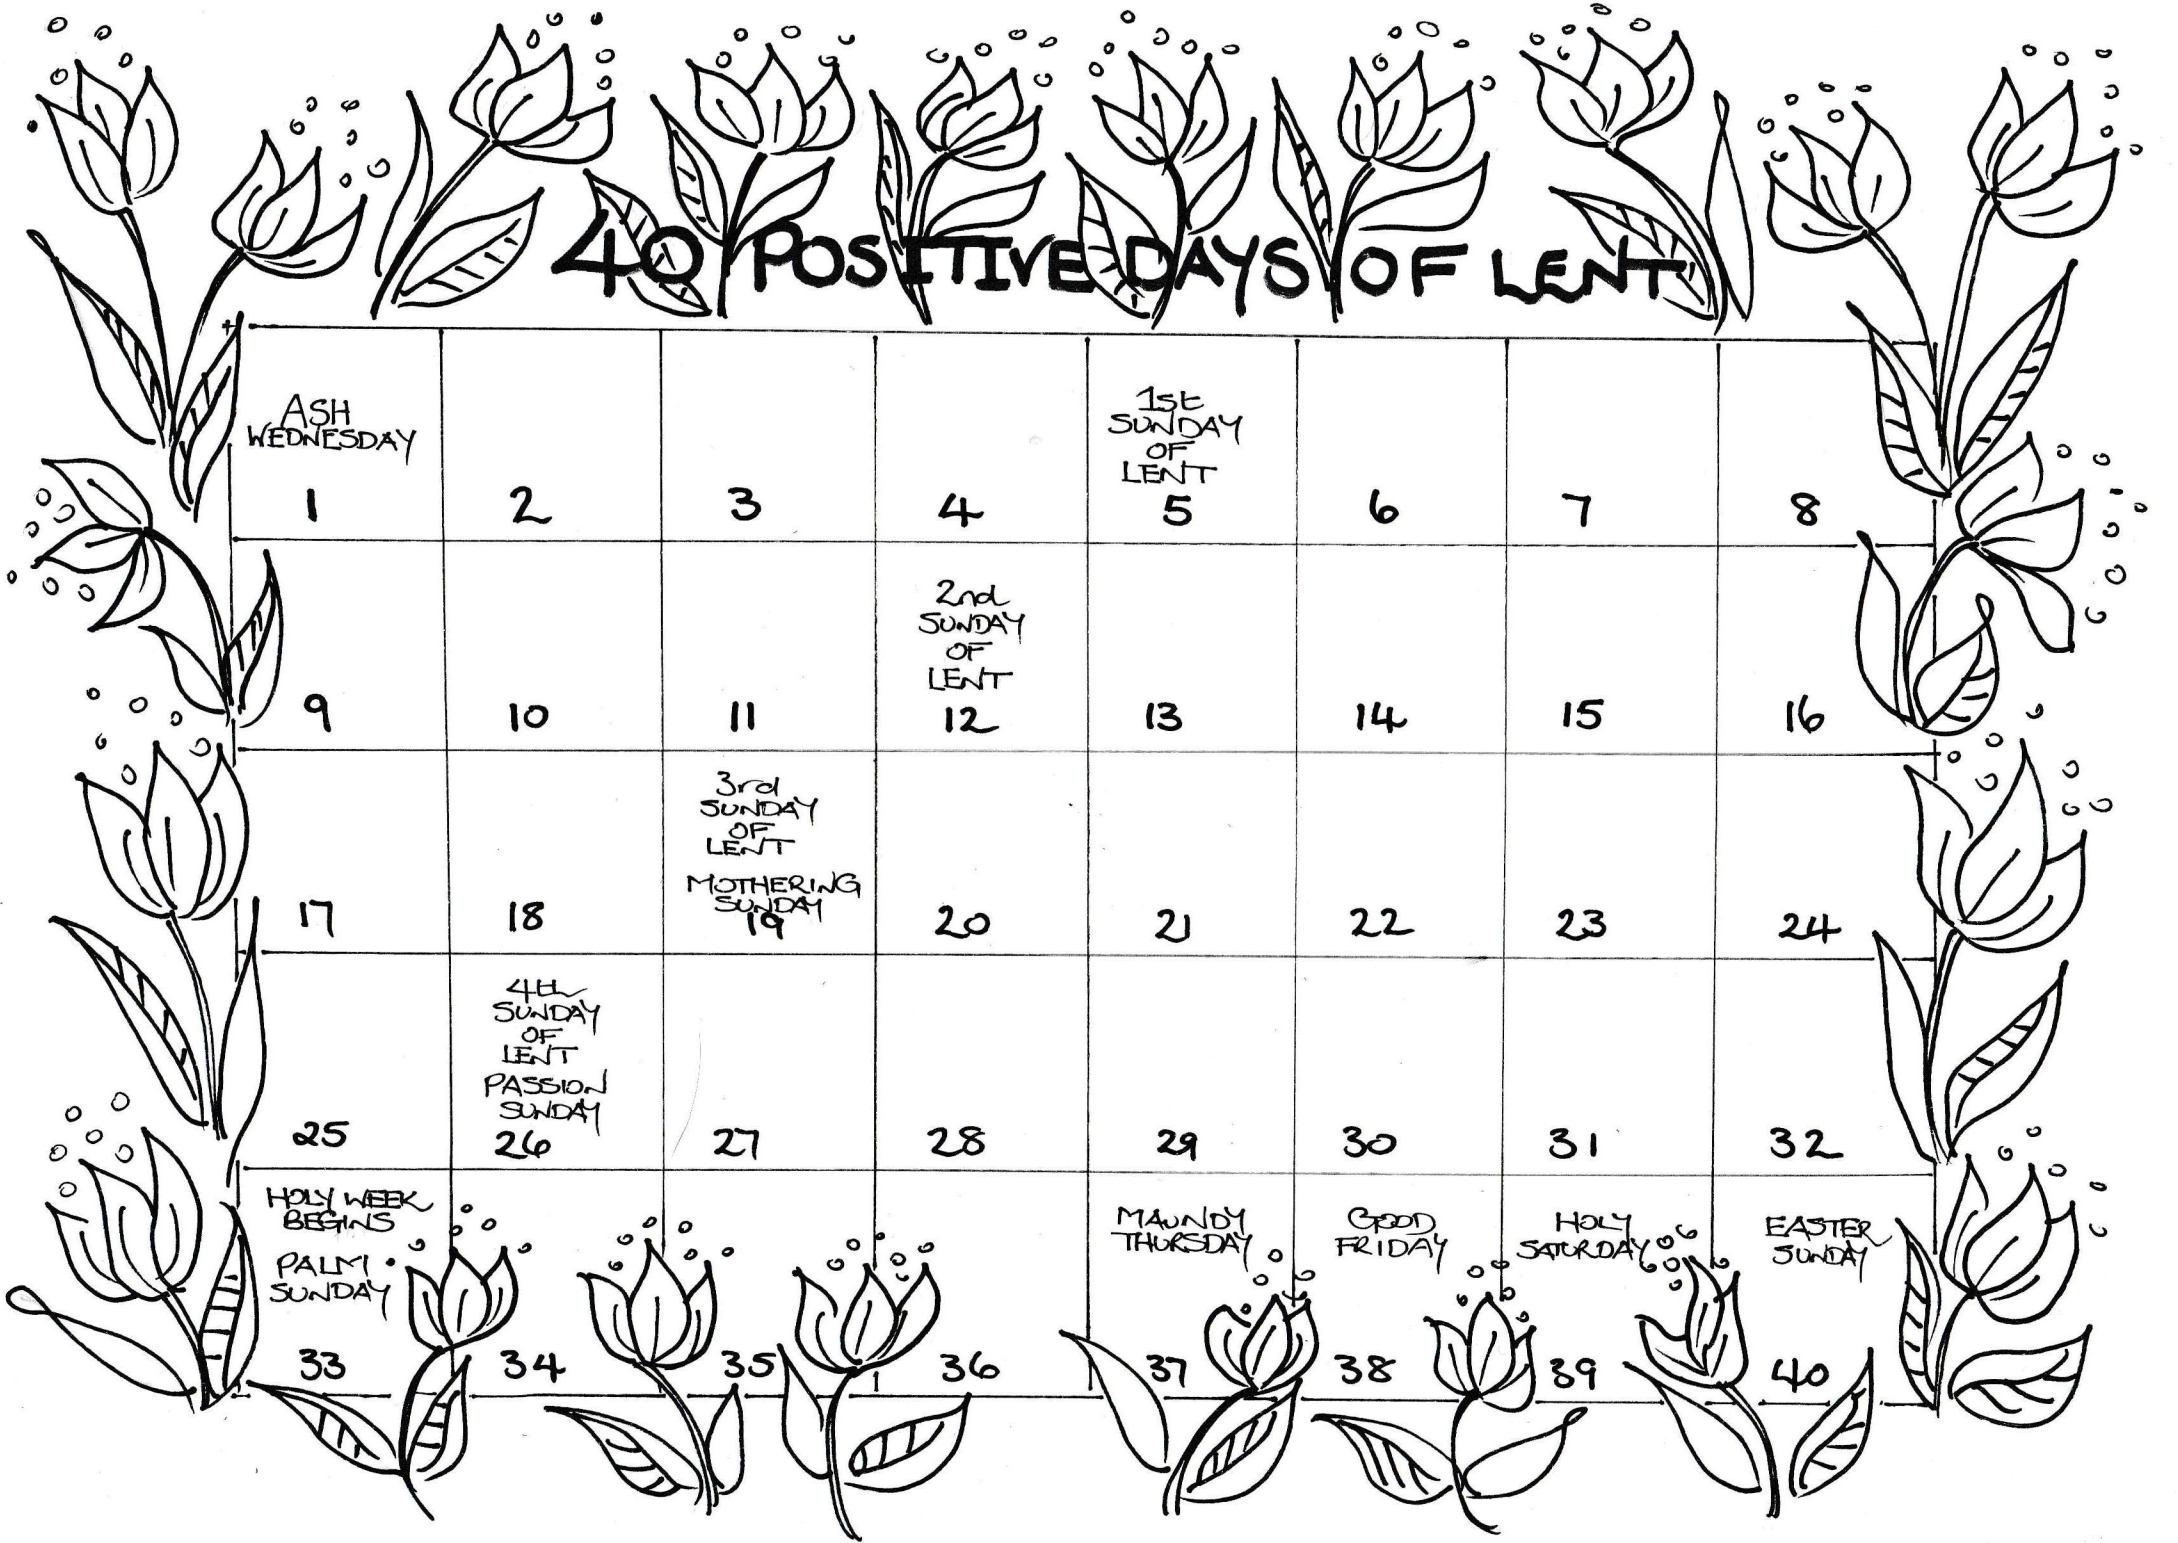 40 POSITIVE DAYS OF LENT
ASH
WEDNESDAY
1
2
3
4
1st
SUNDAY
OF
LENT
5
6
7
8
9
10
11
2nd
SUNDAY
OF
LENT
12
13
14
15
16
17
18
3rd
SUNDAY
OF
LENT
MOTHERING
SUNDAY
19
20
21
22
23
24
25
4th
SUNDAY
OF
LENT
PASSION
SUNDAY
26
27
28
29
30
31
32
HOLY WEEK
BEGINS
PALM
SUNDAY
33
34
35
36
MAUNDY
THURSDAY
37
GOOD
FRIDAY
38
HOLY
SATURDAY
39
EASTER
SUNDAY
40